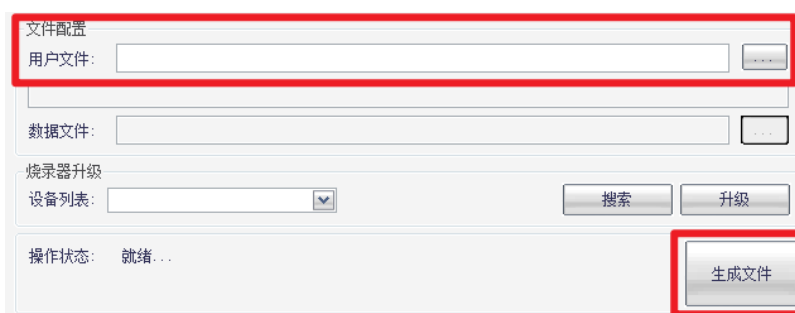 文件配置
用户文件: ...
数据文件: ...
烧录器升级
设备列表: 搜索 升级
操作状态: 就绪...
生成文件